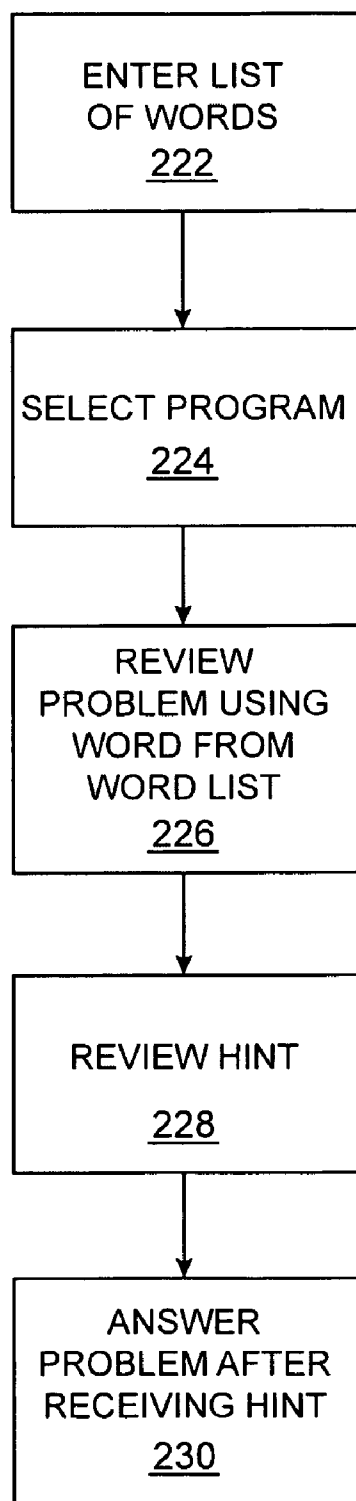 ENTER LIST
OF WORDS
222
SELECT PROGRAM
224
REVIEW
PROBLEM USING
WORD FROM
WORD LIST
226
REVIEW HINT
228
ANSWER
PROBLEM AFTER
RECEIVING HINT
230